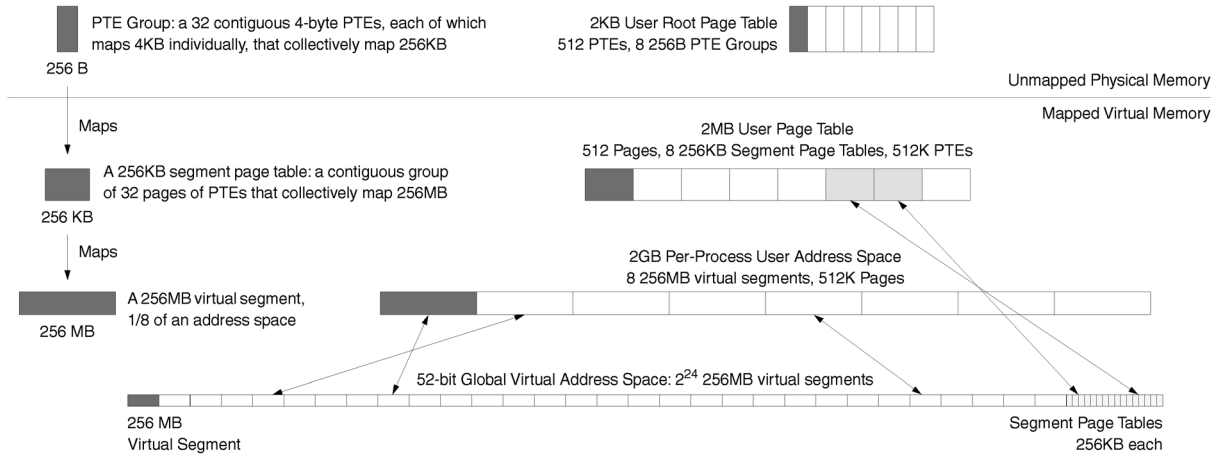 PTE Group: a 32 contiguous 4-byte PTEs, each of which
maps 4KB individually, that collectively map 256KB
256 B
2KB User Root Page Table
512 PTEs, 8 256B PTE Groups
Unmapped Physical Memory
Mapped Virtual Memory
Maps
2MB User Page Table
512 Pages, 8 256KB Segment Page Tables, 512K PTEs
A 256KB segment page table: a contiguous group
of 32 pages of PTEs that collectively map 256MB
256 KB
Maps
2GB Per-Process User Address Space
8 256MB virtual segments, 512K Pages
A 256MB virtual segment,
1/8 of an address space
256 MB
52-bit Global Virtual Address Space: 2^24 256MB virtual segments
256 MB
Virtual Segment
Segment Page Tables
256KB each